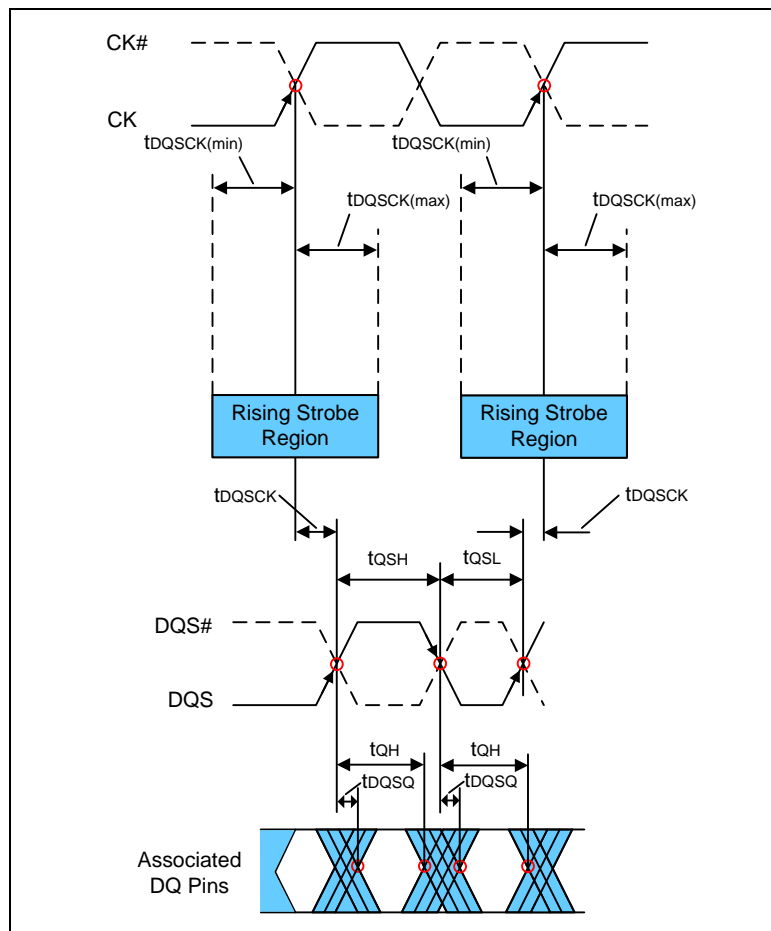 CK#
CK
tDQSCK(min)
tDQSCK(min)
tDQSCK(max)
tDQSCK(max)
Rising Strobe
Region
Rising Strobe
Region
tDQSCK
tDQSCK
tQSH
tQSL
DQS#
DQS
tQH
tQH
tDQSQ
tDQSQ
Associated
DQ Pins